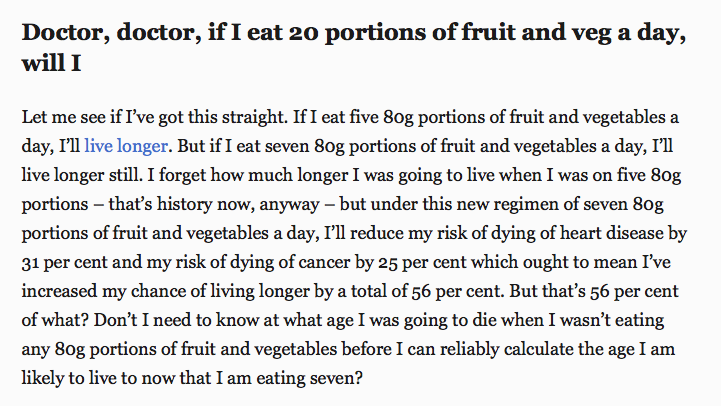 Doctor, doctor, if I eat 20 portions of fruit and veg a day,
will I
Let me see if I’ve got this straight. If I eat five 80g portions of fruit and vegetables a
day, I’ll live longer. But if I eat seven 80g portions of fruit and vegetables a day, I’ll
live longer still. I forget how much longer I was going to live when I was on five 80g
portions – that’s history now, anyway – but under this new regimen of seven 80g
portions of fruit and vegetables a day, I’ll reduce my risk of dying of heart disease by
31 per cent and my risk of dying of cancer by 25 per cent which ought to mean I’ve
increased my chance of living longer by a total of 56 per cent. But that’s 56 per cent
of what? Don’t I need to know at what age I was going to die when I wasn’t eating
any 80g portions of fruit and vegetables before I can reliably calculate the age I am
likely to live to now that I am eating seven?